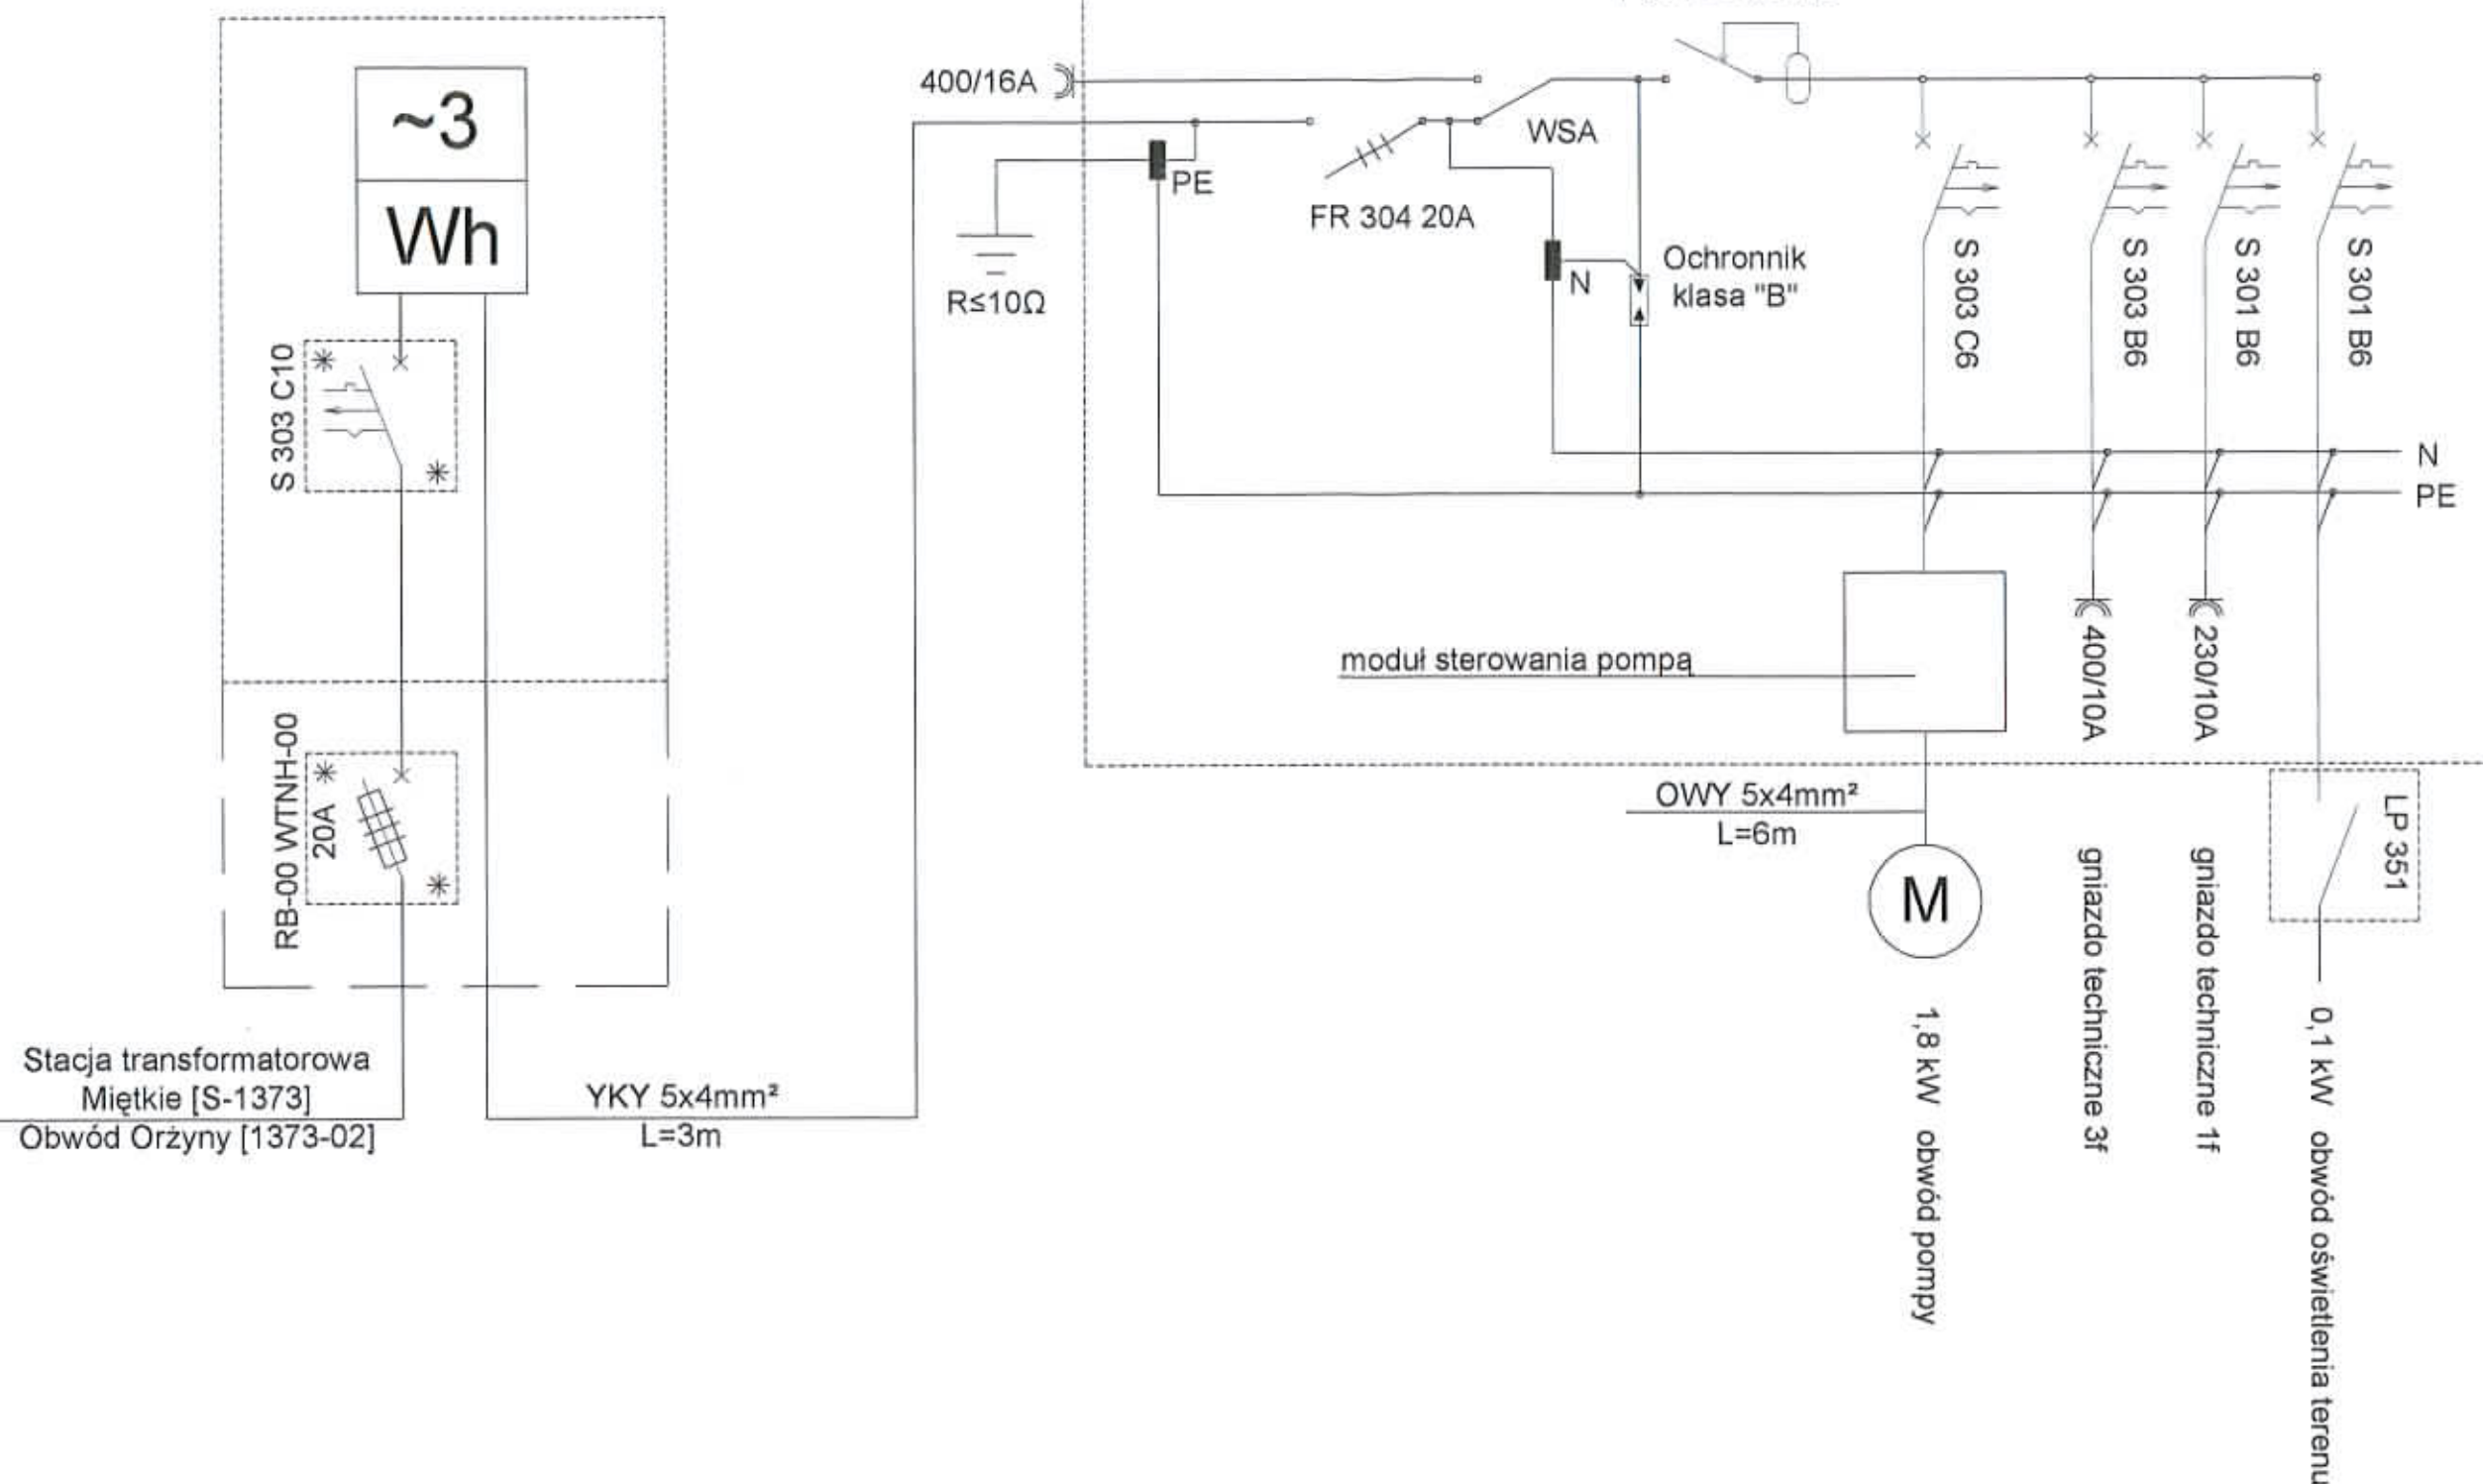 ~3
Wh
S 303 C10
RB-00 WTNH-00
20A
Stacja transformatorowa
Miętkie [S-1373]
Obwód Orżyny [1373-02]
YKY 5x4mm²
L=3m
400/16A
PE
R≤10Ω
FR 304 20A
WSA
N
Ochronnik
klasa "B"
S 303 C6
S 303 B6
S 301 B6
S 301 B6
N
PE
moduł sterowania pompą
400/10A
230/10A
OWY 5x4mm²
L=6m
M
LP 351
1,8 kW obwód pompy
gniazdo techniczne 3f
gniazdo techniczne 1f
0,1 kW obwód oświetlenia terenu